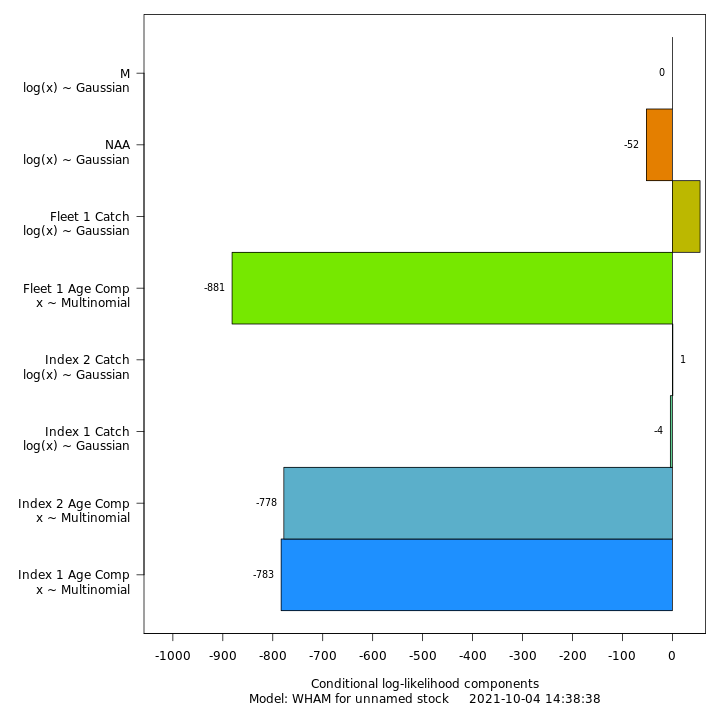 M
log(x) ~ Gaussian
0
NAA
log(x) ~ Gaussian
-52
Fleet 1 Catch
log(x) ~ Gaussian
Fleet 1 Age Comp
x ~ Multinomial
-881
Index 2 Catch
log(x) ~ Gaussian
1
Index 1 Catch
log(x) ~ Gaussian
-4
Index 2 Age Comp
x ~ Multinomial
-778
Index 1 Age Comp
x ~ Multinomial
-783
-1000 -900 -800 -700 -600 -500 -400 -300 -200 -100 0
Conditional log-likelihood components
Model: WHAM for unnamed stock 2021-10-04 14:38:38